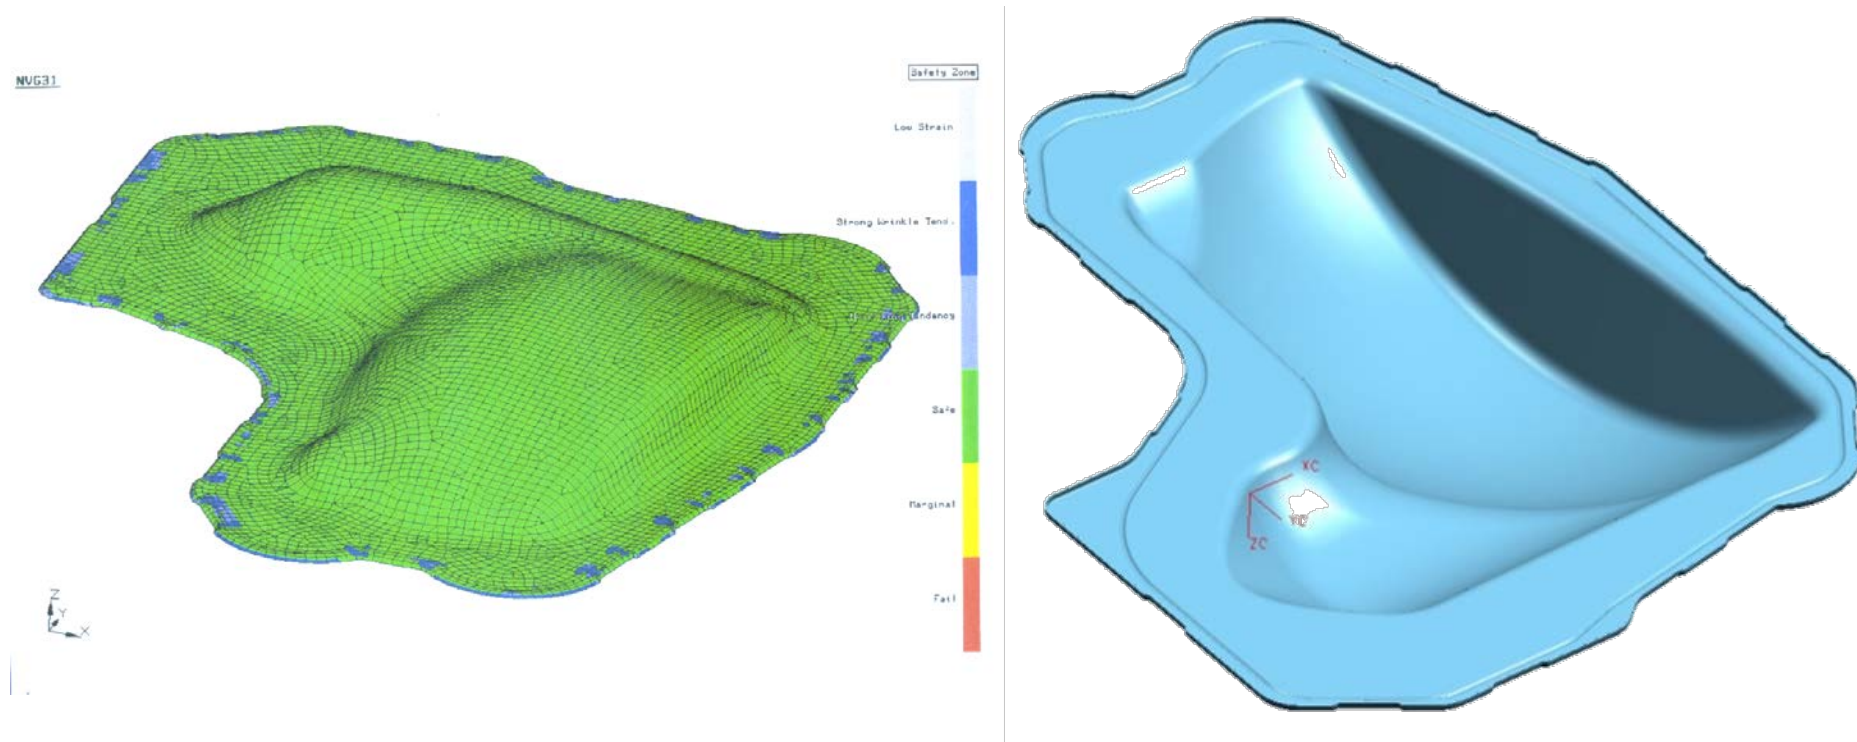 NVG31
Safety Zone
Low Strain
Strong Wrinkle Tend.
Safe
Marginal
Fail
Z
Y
X
XC
YC
ZC